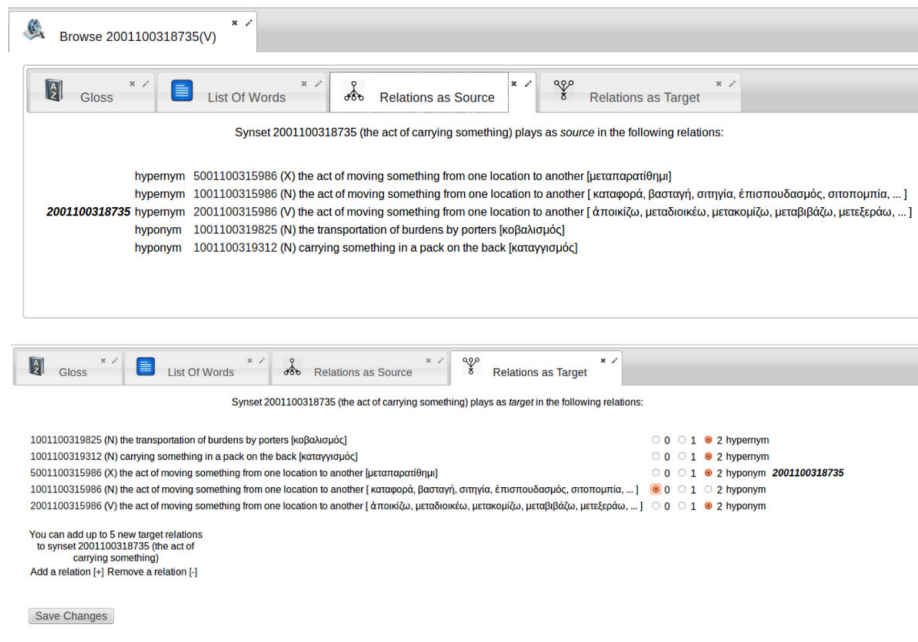 Browse 2001100318735(V)
Gloss
List Of Words
Relations as Source
Relations as Target
Synset 2001100318735 (the act of carrying something) plays as source in the following relations:
hypernym 5001100315986 (X) the act of moving something from one location to another [μεταπαρατίθημι]
hypernym 1001100315986 (N) the act of moving something from one location to another [ καταφορά, βασταγή, σιτηγία, ἐπισπουδασμός, σιτοπομπία, ... ]
2001100318735 hypernym 2001100315986 (V) the act of moving something from one location to another [ ἀποικίζω, μεταδιοικέω, μετακομίζω, μεταβιβάζω, μετεξεράω, ... ]
hyponym 1001100319825 (N) the transportation of burdens by porters [κοβαλισμός]
hyponym 1001100319312 (N) carrying something in a pack on the back [καταγγισμός]
Gloss
List Of Words
Relations as Source
Relations as Target
Synset 2001100318735 (the act of carrying something) plays as target in the following relations:
1001100319825 (N) the transportation of burdens by porters [κοβαλισμός] 0 1 2 hypernym
1001100319312 (N) carrying something in a pack on the back [καταγγισμός] 0 1 2 hypernym
5001100315986 (X) the act of moving something from one location to another [μεταπαρατίθημι] 0 1 2 hyponym 2001100318735
1001100315986 (N) the act of moving something from one location to another [ καταφορά, βασταγή, σιτηγία, ἐπισπουδασμός, σιτοπομπία, ... ] 0 1 2 hyponym
2001100315986 (V) the act of moving something from one location to another [ ἀποικίζω, μεταδιοικέω, μετακομίζω, μεταβιβάζω, μετεξεράω, ... ] 0 1 2 hyponym
You can add up to 5 new target relations
to synset 2001100318735 (the act of
carrying something)
Add a relation [+] Remove a relation [-]
Save Changes